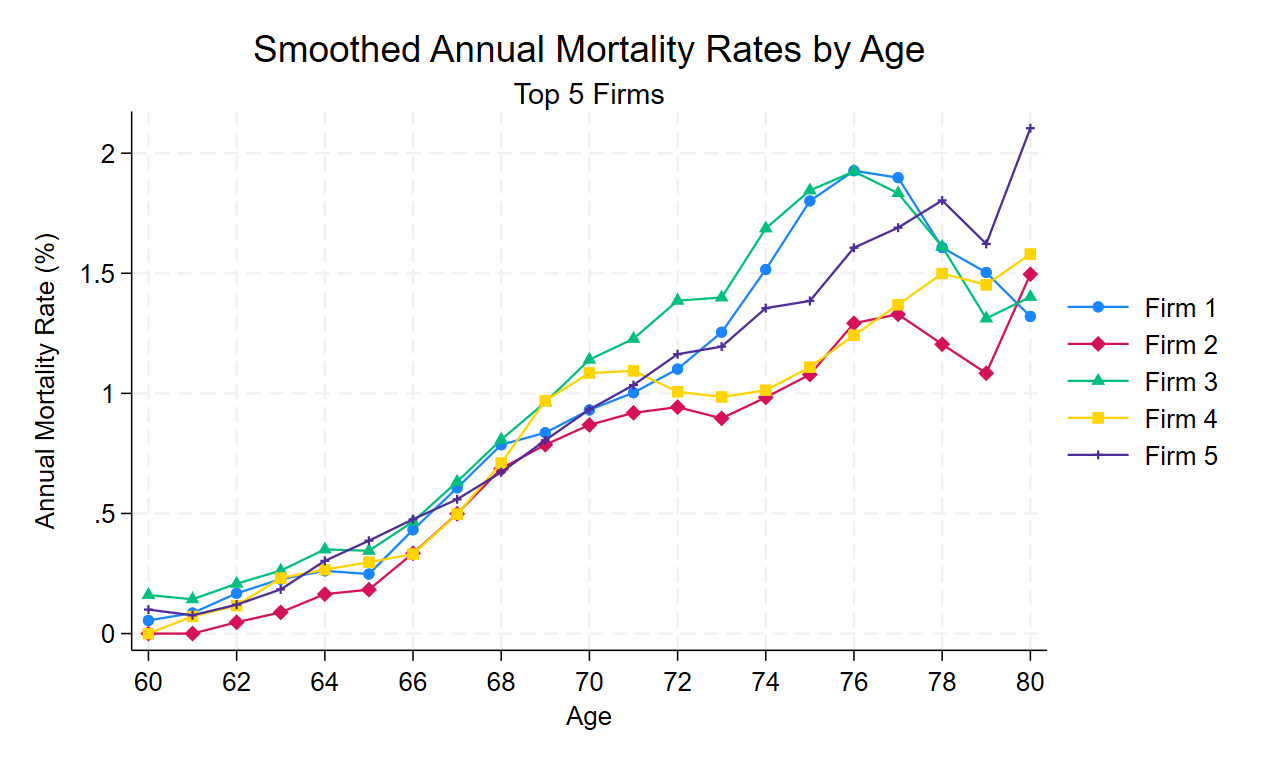 Smoothed Annual Mortality Rates by Age
Top 5 Firms
Annual Mortality Rate (%)
2
1.5
1
.5
0
60 62 64 66 68 70 72 74 76 78 80
Age
Firm 1
Firm 2
Firm 3
Firm 4
Firm 5